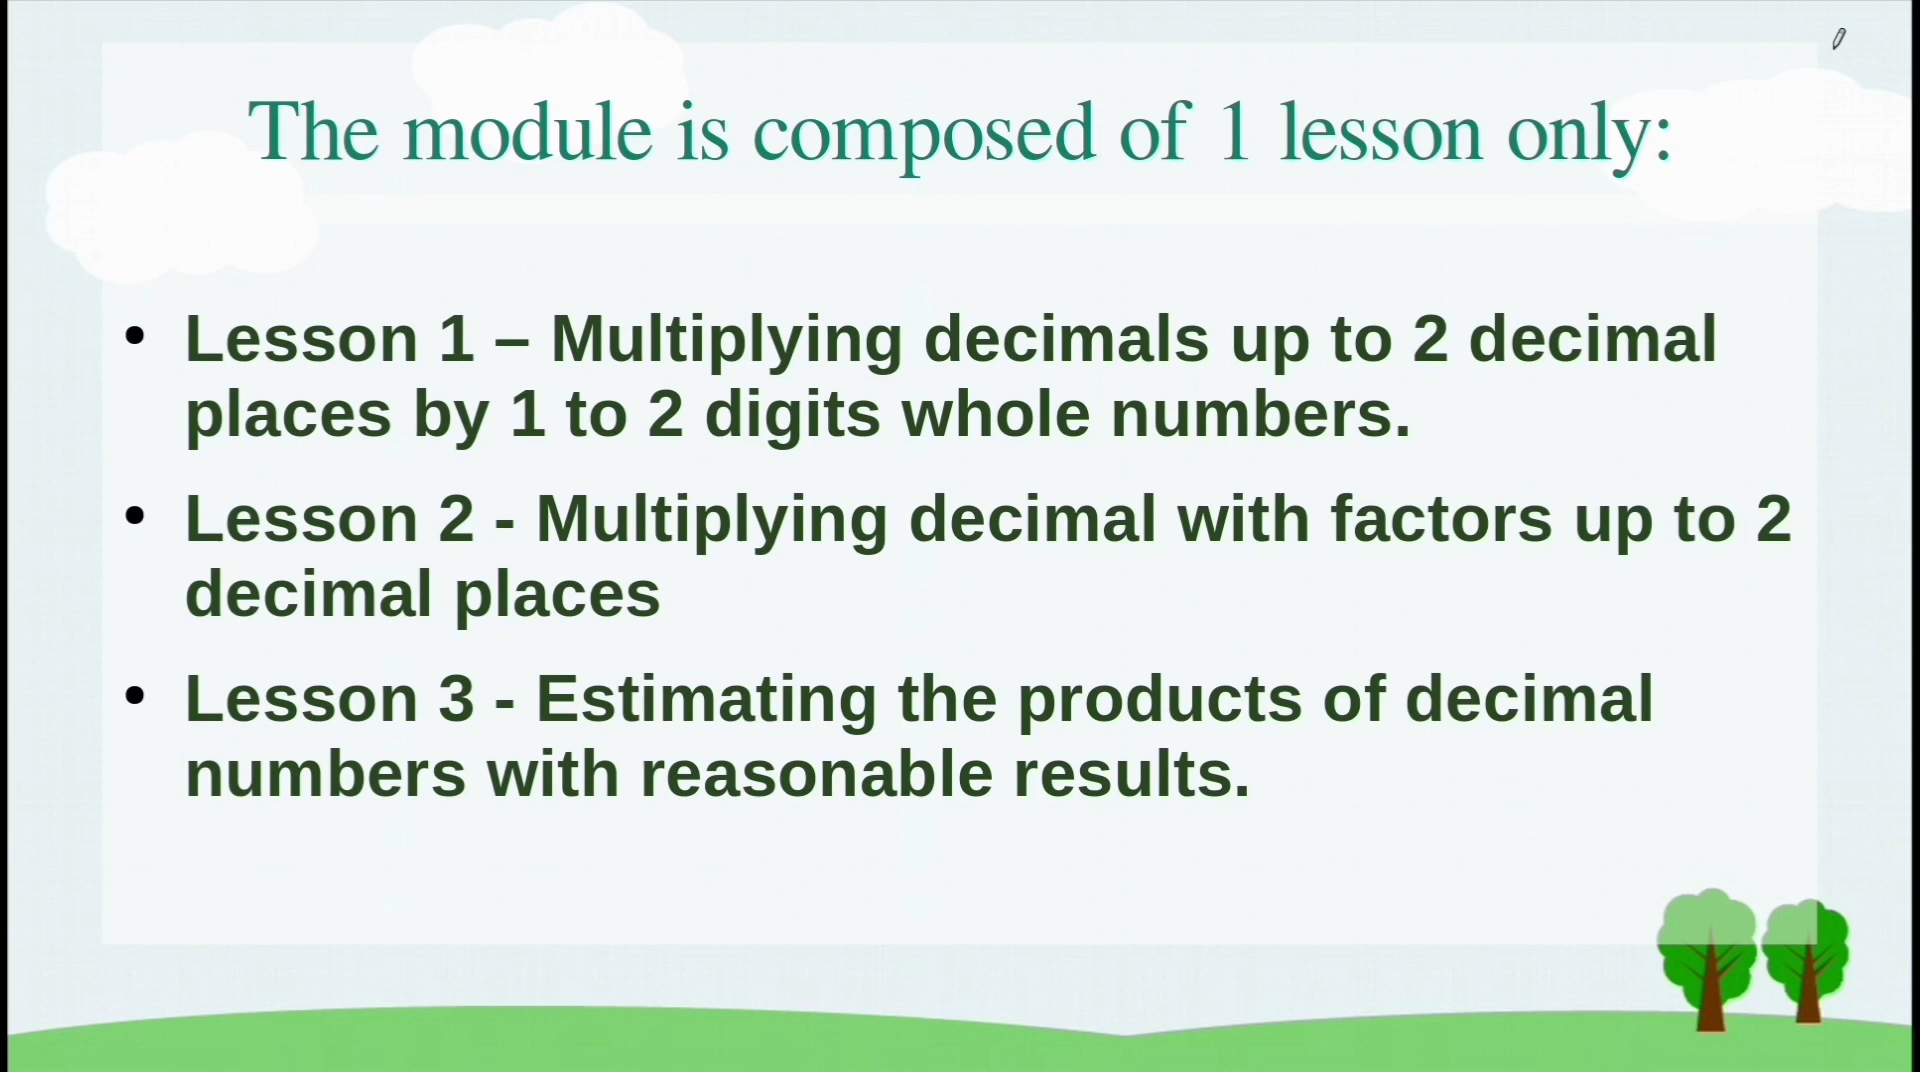 The module is composed of 1 lesson only:
• Lesson 1 – Multiplying decimals up to 2 decimal
places by 1 to 2 digits whole numbers.
• Lesson 2 - Multiplying decimal with factors up to 2
decimal places
• Lesson 3 - Estimating the products of decimal
numbers with reasonable results.